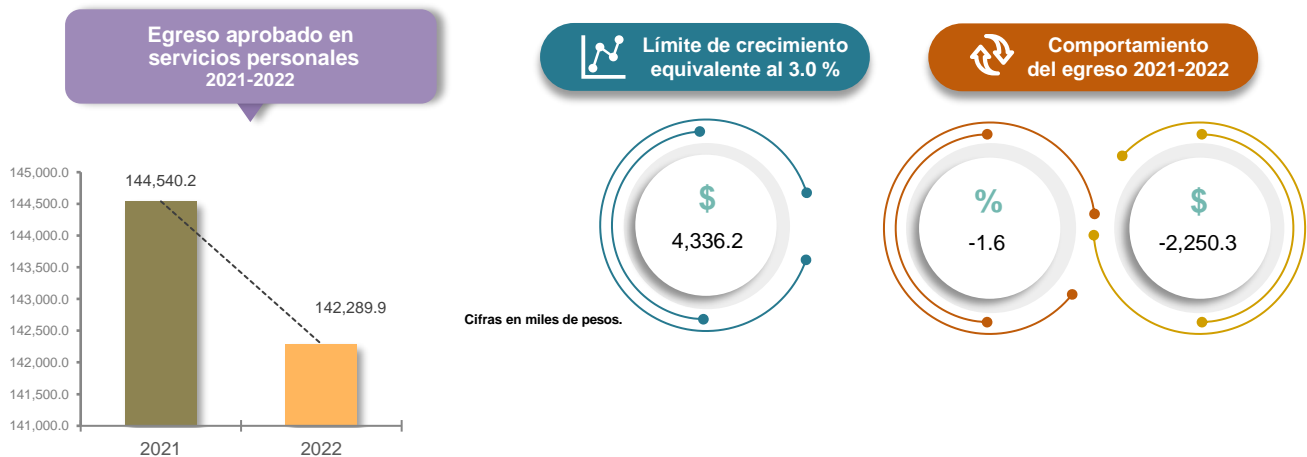 Egreso aprobado en
servicios personales
2021-2022
145,000.0
144,500.0
144,000.0
143,500.0
143,000.0
142,500.0
142,000.0
141,500.0
141,000.0
144,540.2
142,289.9
2021
2022
Cifras en miles de pesos.
Límite de crecimiento
equivalente al 3.0 %
$
4,336.2
Comportamiento
del egreso 2021-2022
%
-1.6
$
-2,250.3